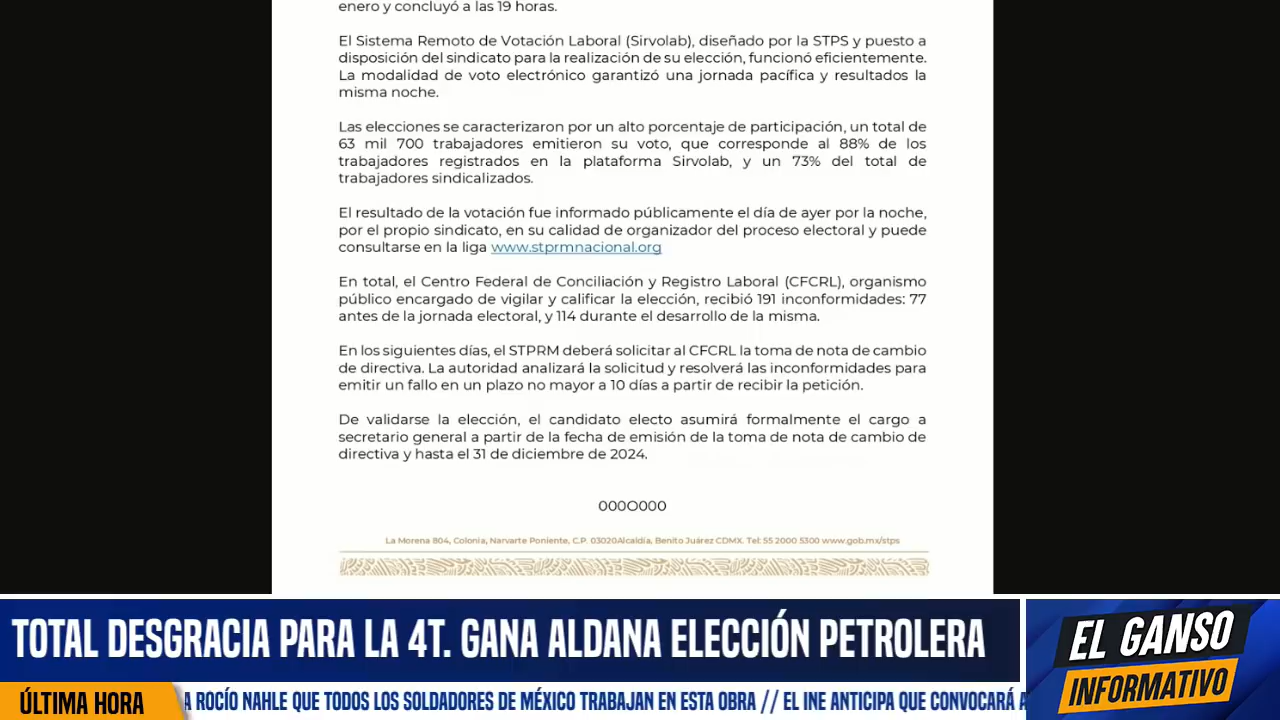 enero y concluyó a las 19 horas.
El Sistema Remoto de Votación Laboral (Sirvolab), diseñado por la STPS y puesto a
disposición del sindicato para la realización de su elección, funcionó eficientemente.
La modalidad de voto electrónico garantizó una jornada pacífica y resultados la
misma noche.
Las elecciones se caracterizaron por un alto porcentaje de participación, un total de
63 mil 700 trabajadores emitieron su voto, que corresponde al 88% de los
trabajadores registrados en la plataforma Sirvolab, y un 73% del total de
trabajadores sindicalizados.
El resultado de la votación fue informado públicamente el día de ayer por la noche,
por el propio sindicato, en su calidad de organizador del proceso electoral y puede
consultarse en la liga www.stprmnacional.org
En total, el Centro Federal de Conciliación y Registro Laboral (CFCRL), organismo
público encargado de vigilar y calificar la elección, recibió 191 inconformidades: 77
antes de la jornada electoral, y 114 durante el desarrollo de la misma.
En los siguientes días, el STPRM deberá solicitar al CFCRL la toma de nota de cambio
de directiva. La autoridad analizará la solicitud y resolverá las inconformidades para
emitir un fallo en un plazo no mayor a 10 días a partir de recibir la petición.
De validarse la elección, el candidato electo asumirá formalmente el cargo a
secretario general a partir de la fecha de emisión de la toma de nota de cambio de
directiva y hasta el 31 de diciembre de 2024.
000O000
La Morena 804, Colonia, Narvarte Poniente, C.P. 03020Alcaldía, Benito Juárez CDMX. Tel: 55 2000 5300 www.gob.mx/stps
TOTAL DESGRACIA PARA LA 4T. GANA ALDANA ELECCIÓN PETROLERA
EL GANSO
INFORMATIVO
ÚLTIMA HORA
A ROCÍO NAHLE QUE TODOS LOS SOLDADORES DE MÉXICO TRABAJAN EN ESTA OBRA // EL INE ANTICIPA QUE CONVOCARÁ A